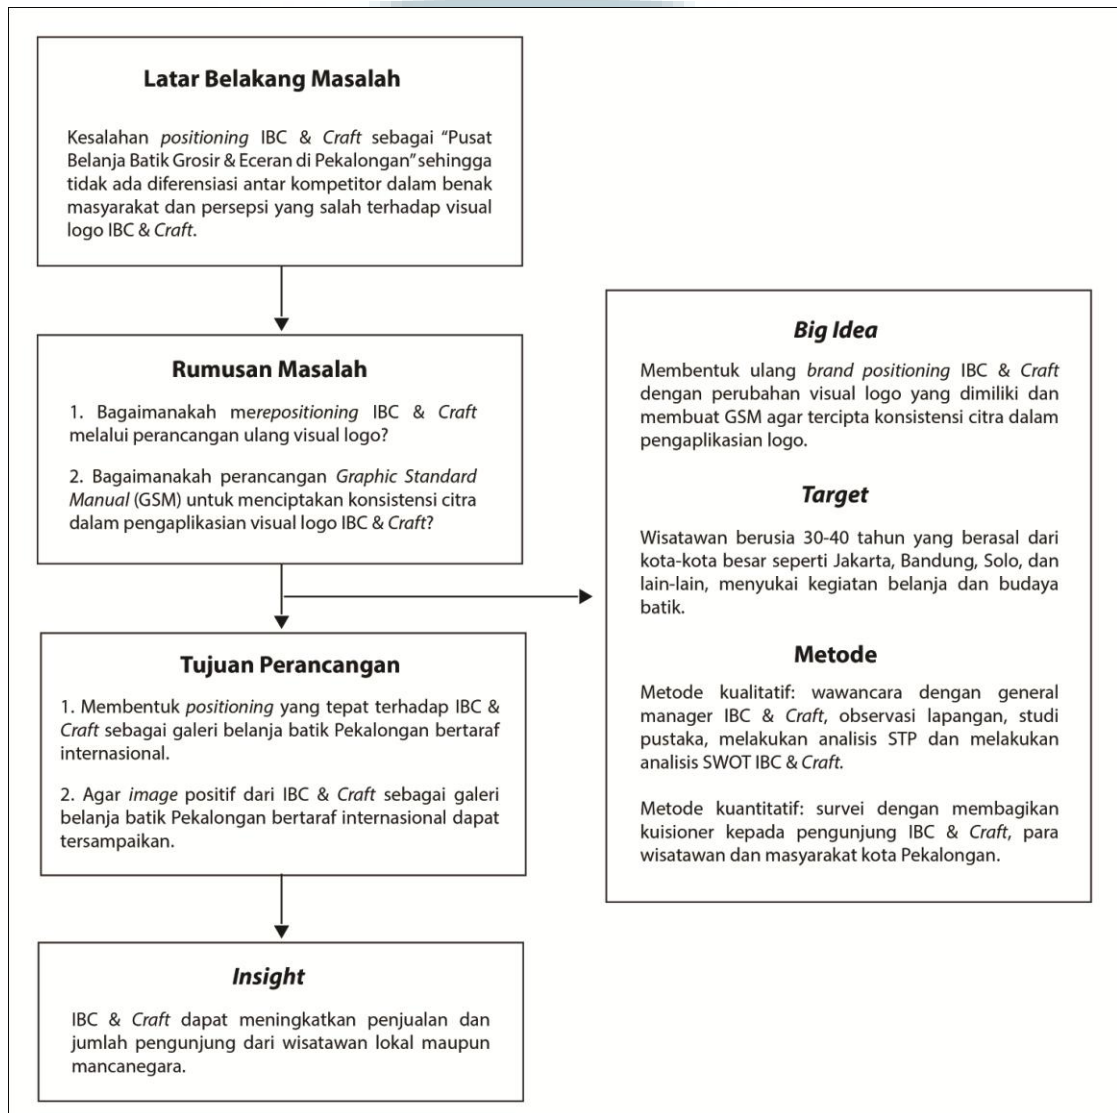 Latar Belakang Masalah
Kesalahan positioning IBC & Craft sebagai “Pusat
Belanja Batik Grosir & Eceran di Pekalongan” sehingga
tidak ada diferensiasi antar kompetitor dalam benak
masyarakat dan persepsi yang salah terhadap visual
logo IBC & Craft.
Rumusan Masalah
1. Bagaimanakah merepositioning IBC & Craft
melalui perancangan ulang visual logo?
2. Bagaimanakah perancangan Graphic Standard
Manual (GSM) untuk menciptakan konsistensi citra
dalam pengaplikasian visual logo IBC & Craft?
Tujuan Perancangan
1. Membentuk positioning yang tepat terhadap IBC &
Craft sebagai galeri belanja batik Pekalongan bertaraf
internasional.
2. Agar image positif dari IBC & Craft sebagai galeri
belanja batik Pekalongan bertaraf internasional dapat
tersampaikan.
Insight
IBC & Craft dapat meningkatkan penjualan dan
jumlah pengunjung dari wisatawan lokal maupun
mancanegara.
Big Idea
Membentuk ulang brand positioning IBC & Craft
dengan perubahan visual logo yang dimiliki dan
membuat GSM agar tercipta konsistensi citra dalam
pengaplikasian logo.
Target
Wisatawan berusia 30-40 tahun yang berasal dari
kota-kota besar seperti Jakarta, Bandung, Solo, dan
lain-lain, menyukai kegiatan belanja dan budaya
batik.
Metode
Metode kualitatif: wawancara dengan general
manager IBC & Craft, observasi lapangan, studi
pustaka, melakukan analisis STP dan melakukan
analisis SWOT IBC & Craft.
Metode kuantitatif: survei dengan membagikan
kuisioner kepada pengunjung IBC & Craft, para
wisatawan dan masyarakat kota Pekalongan.